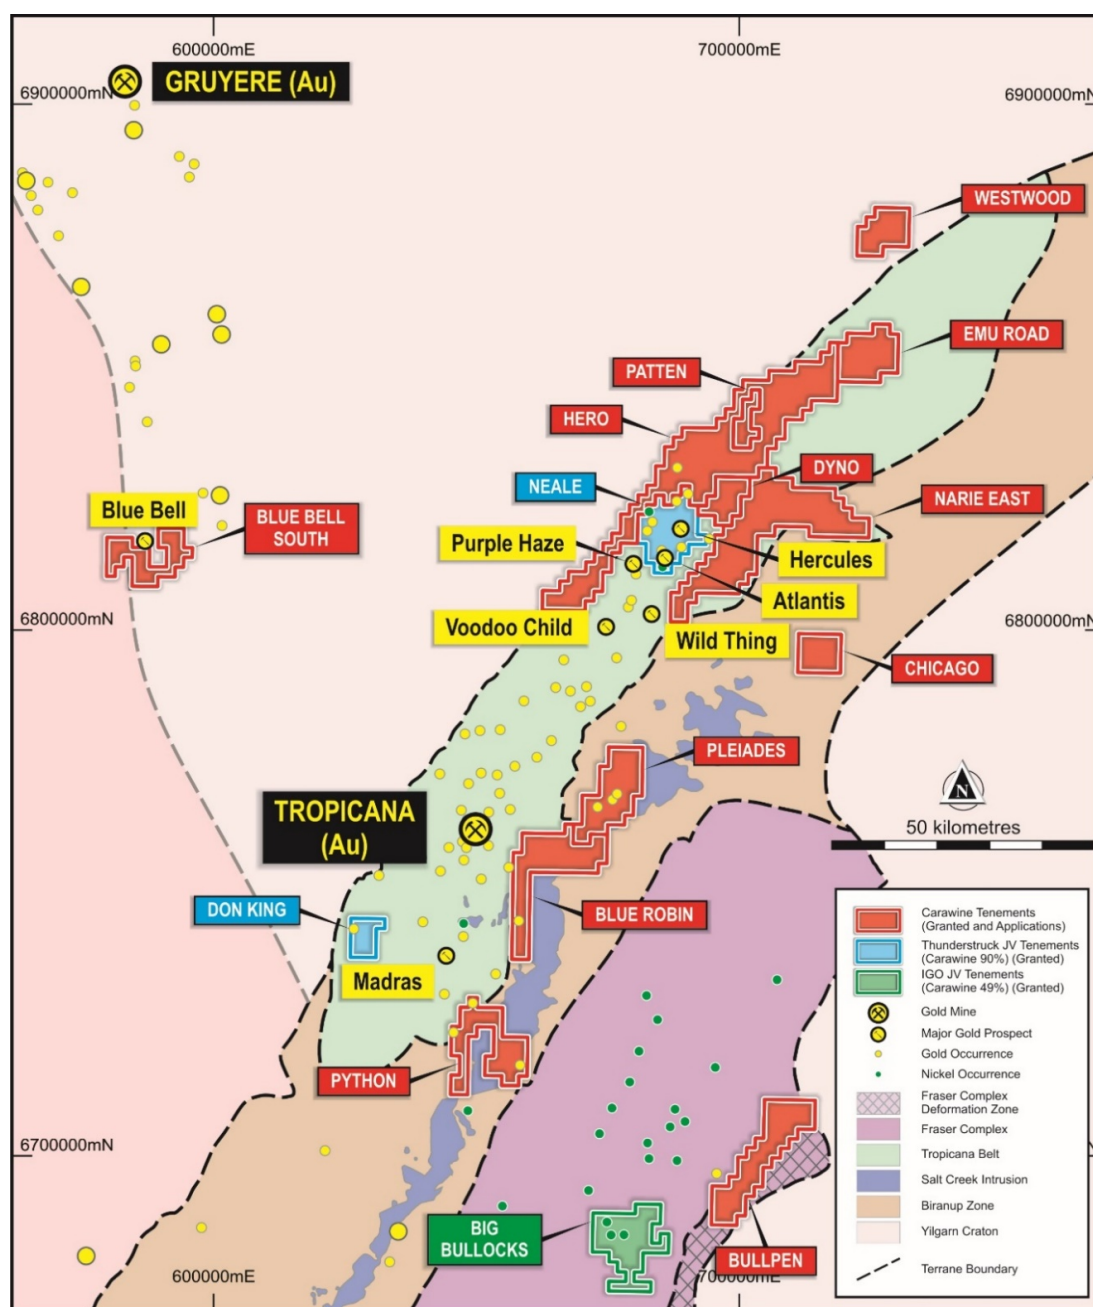 600000mE
700000mE
GRUYERE (Au)
6900000mN
6900000mN
WESTWOOD
EMU ROAD
PATTEN
HERO
DYNO
NEALE
NARIE EAST
Blue Bell
BLUE BELL
SOUTH
Purple Haze
Hercules
Atlantis
Voodoo Child
Wild Thing
6800000mN
6800000mN
CHICAGO
PLEIADES
N
TROPICANA
(Au)
50 kilometres
DON KING
BLUE ROBIN
Madras
PYTHON
6700000mN
BIG
BULLOCKS
BULLPEN
600000mE
700000mE
Carawine Tenements
(Granted and Applications)
Thunderstruck JV Tenements
(Carawine 90%) (Granted)
IGO JV Tenements
(Carawine 49%) (Granted)
Gold Mine
Major Gold Prospect
Gold Occurrence
Nickel Occurrence
Fraser Complex
Deformation Zone
Fraser Complex
Tropicana Belt
Salt Creek Intrusion
Biranup Zone
Yilgarn Craton
Terrane Boundary